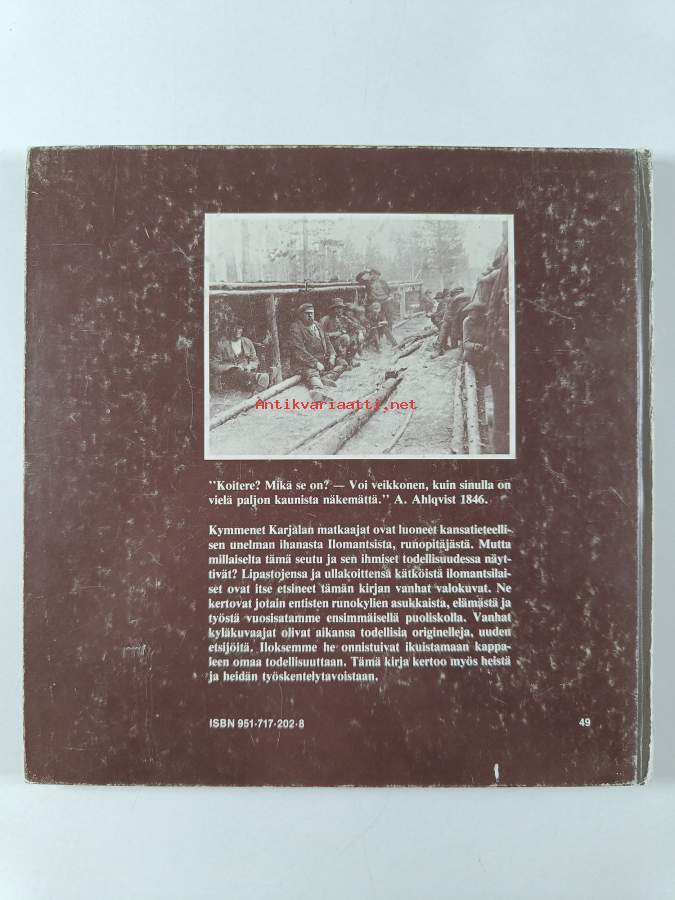 Antikvariaatti.net
"Koitere? Mikä se on? — Voi veikkonen, kuin sinulla on
vielä paljon kaunista näkemättä." A. Ahlqvist 1846.
Kymmenet Karjalan matkaajat ovat luoneet kansatieteelli-
sen unelman ihanasta Ilomantsista, runopitäjästä. Mutta
millaiselta tämä seutu ja sen ihmiset todellisuudessa näyt-
tivät? Lipastojensa ja ullakoittensa kätköistä ilomantsilai-
set ovat itse etsineet tämän kirjan vanhat valokuvat. Ne
kertovat jotain entisten runokylien asukkaista, elämästä ja
työstä vuosisatamme ensimmäisellä puoliskolla. Vanhat
kyläkuvaajat olivat aikansa todellisia originelleja, uuden
etsijöitä. Iloksemme he onnistuivat ikuistamaan kappa-
leen omaa todellisuuttaan. Tämä kirja kertoo myös heistä
ja heidän työskentelytavoistaan.
ISBN 951-717-202-8
49